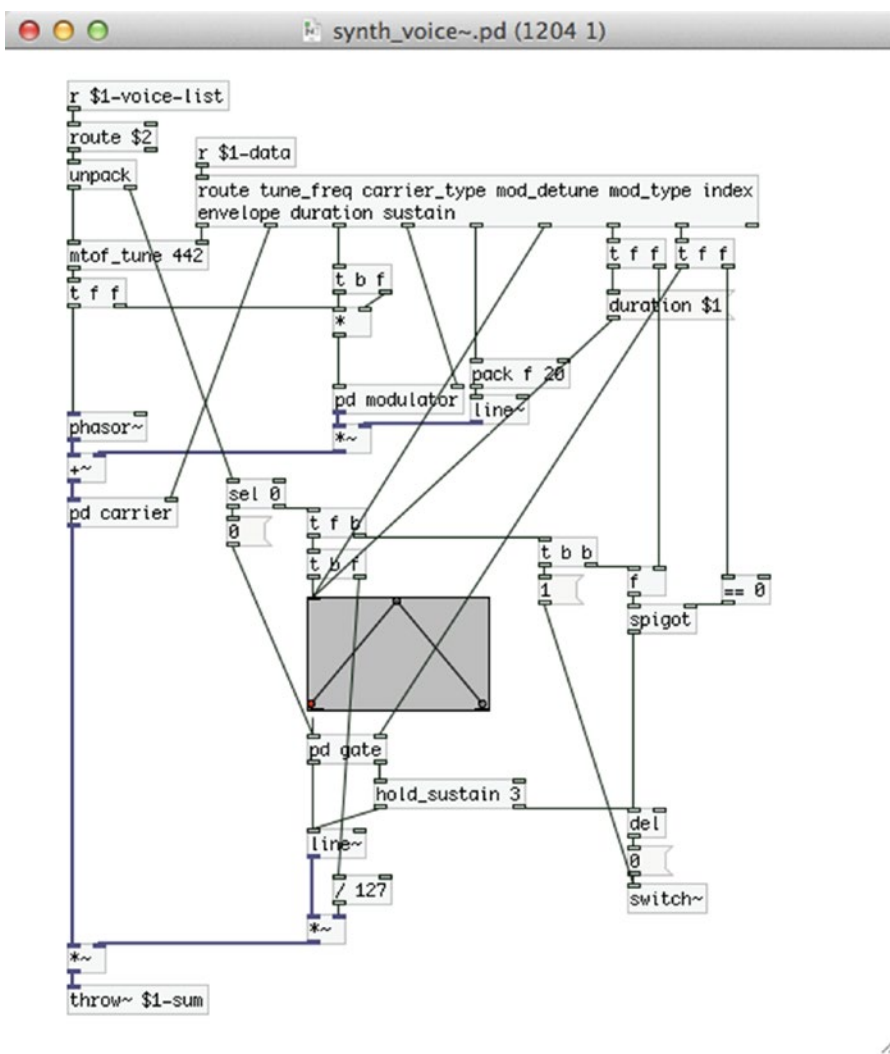 synth_voice~.pd (1204 1)
r $1-voice-list
route $2
r $1-data
unpack
route tune_freq carrier_type mod_detune mod_type index
envelope duration sustain
mtof_tune 442
t f f
t f f
t b f
t f f
duration $1
*
pack f 20
pd modulator
line~
phasor~
*~
+~
sel 0
pd carrier
0
t f b
t b b
t b f
f
1
== 0
spigot
pd gate
hold_sustain 3
del
line~
0
/ 127
switch~
*~
*~
throw~ $1-sum